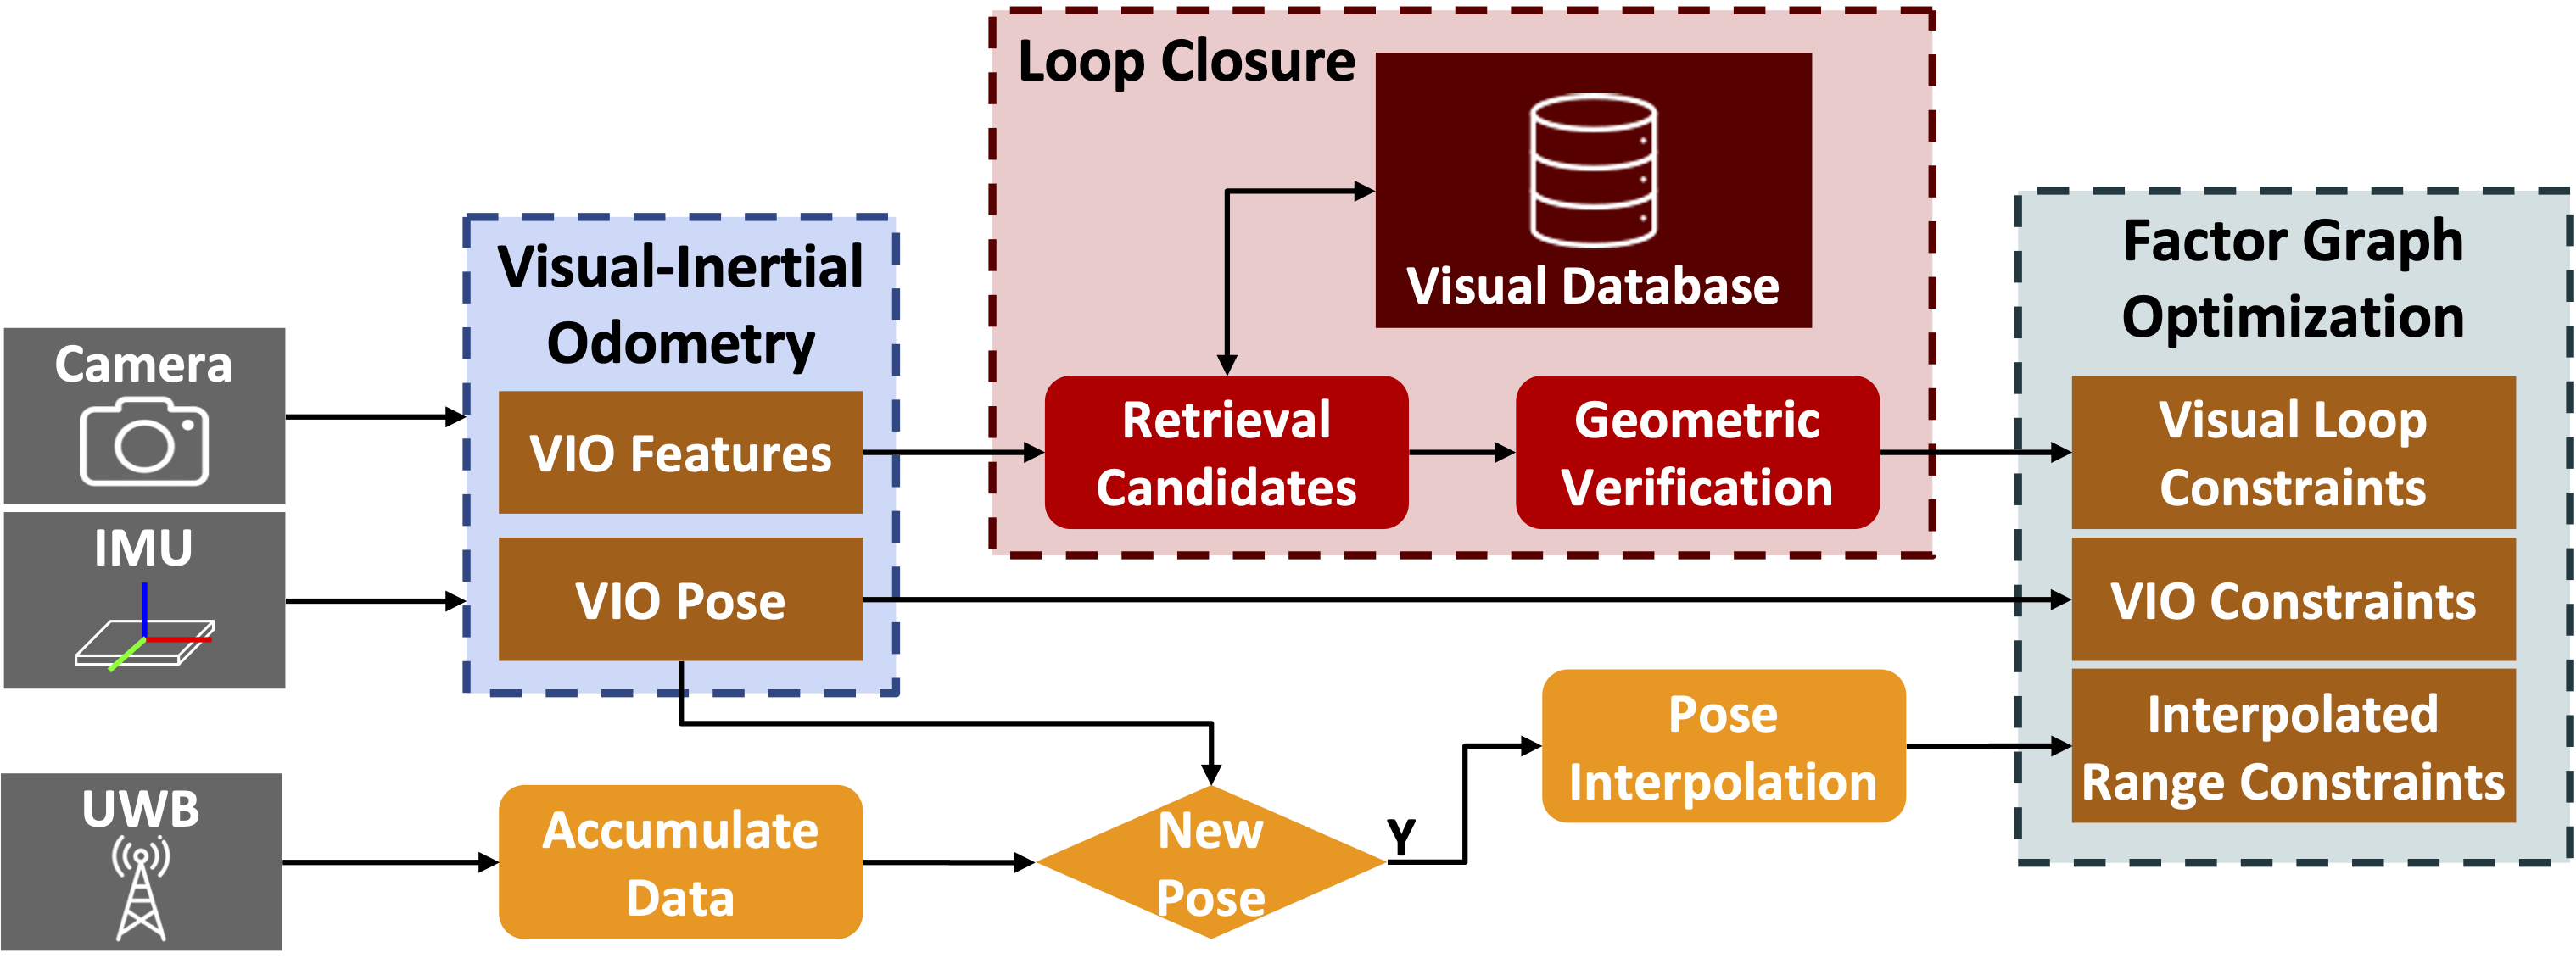 Loop Closure
Visual Database
Visual-Inertial
Odometry
Factor Graph
Optimization
Camera
VIO Features
Retrieval
Candidates
Geometric
Verification
Visual Loop
Constraints
IMU
VIO Pose
VIO Constraints
Pose
Interpolation
Interpolated
Range Constraints
UWB
Accumulate
Data
New
Pose
Y